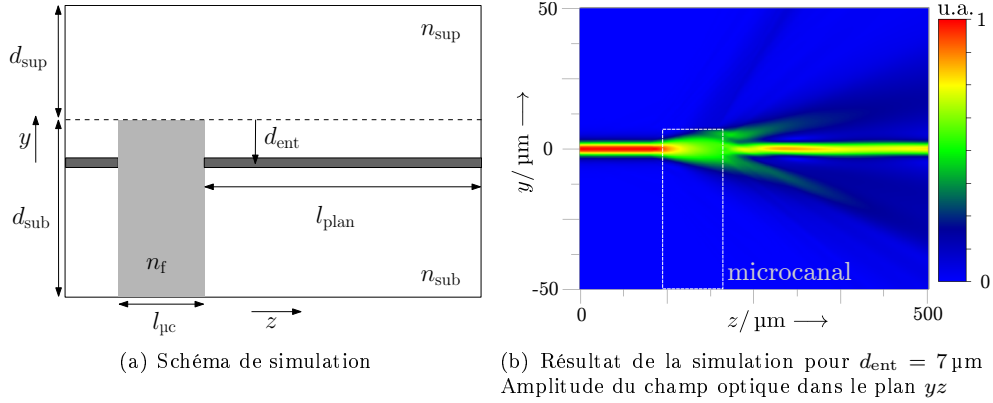 d_sup
n_sup
y
d_ent
d_sub
l_plan
n_f
n_sub
l_µc
z
(a) Schéma de simulation
u.a.
50
1
y/µm ⟶
0
microcanal
-50
0
0
z/µm ⟶
500
(b) Résultat de la simulation pour d_ent = 7 µm
Amplitude du champ optique dans le plan yz